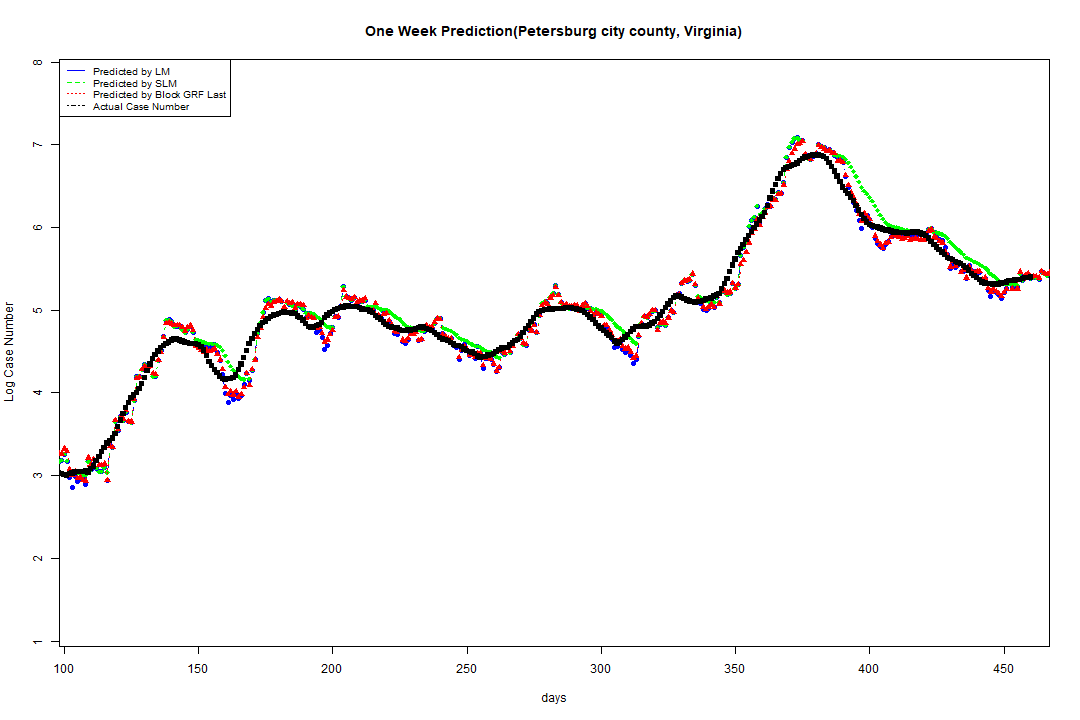 One Week Prediction(Petersburg city county, Virginia)
Predicted by LM
Predicted by SLM
Predicted by Block GRF Last
Actual Case Number
8
7
6
5
4
3
2
1
Log Case Number
100 150 200 250 300 350 400 450
days